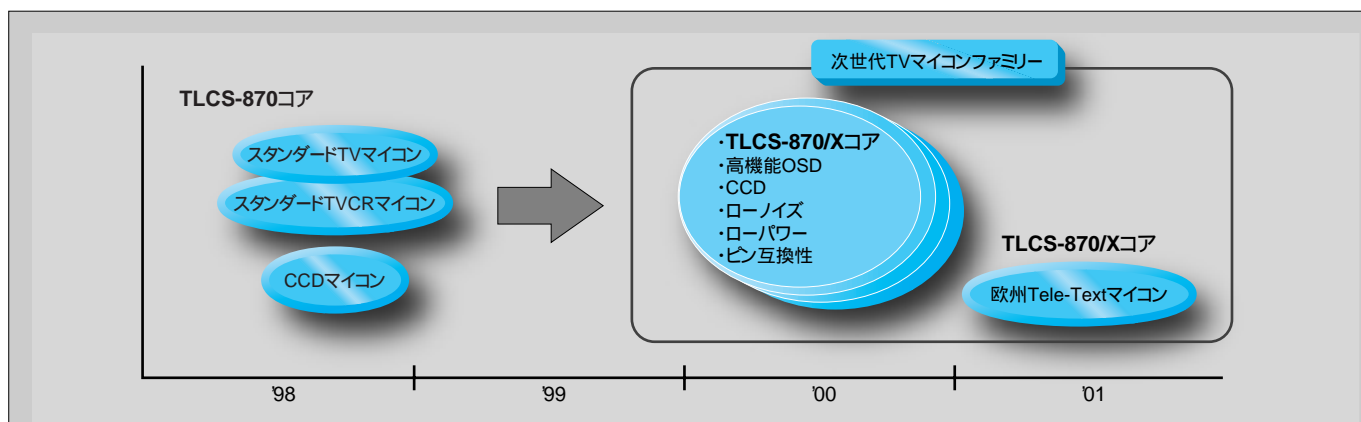 次世代TVマイコンファミリー
TLCS-870コア
スタンダードTVマイコン
スタンダードTVCRマイコン
CCDマイコン
・TLCS-870/Xコア
・高機能OSD
・CCD
・ローノイズ
・ローパワー
・ピン互換性
TLCS-870/Xコア
欧州Tele-Textマイコン
'98
'99
'00
'01